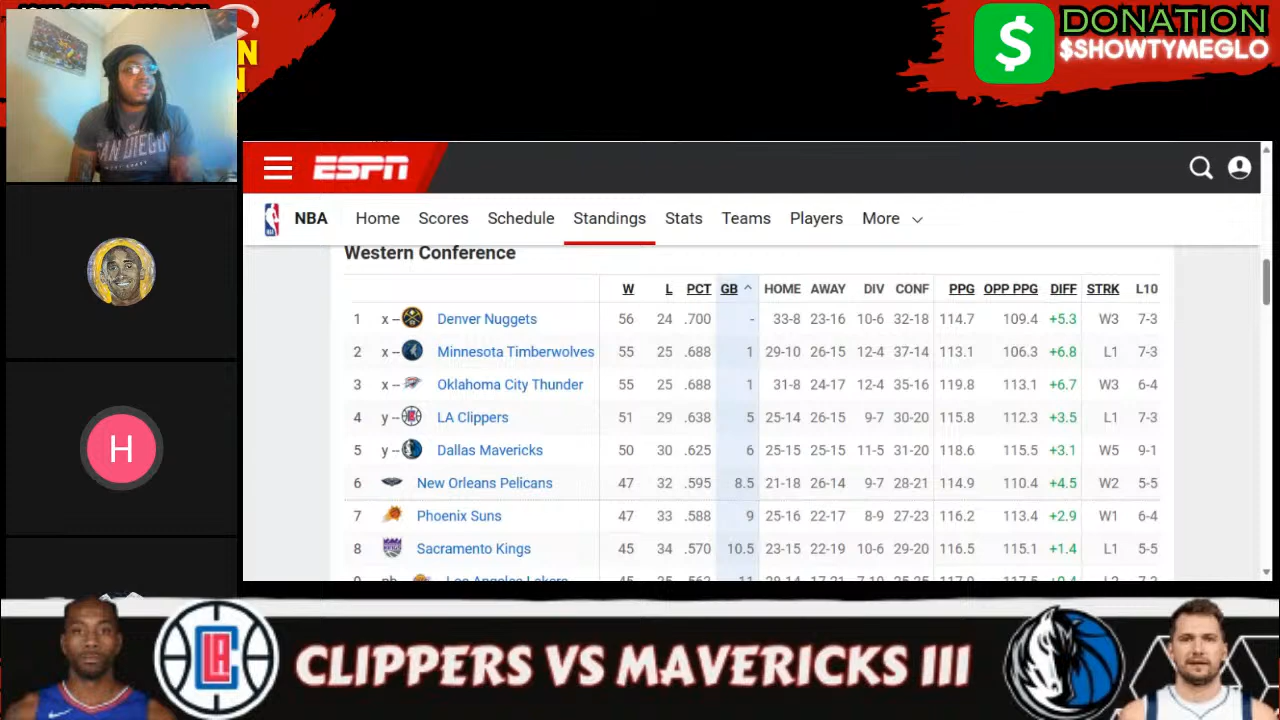 DONATION
$SHOWTYMEGLO
N
N
SAN DIEGO
H
ESPN
NBA Home Scores Schedule Standings Stats Teams Players More
Western Conference
W L PCT GB HOME AWAY DIV CONF PPG OPP PPG DIFF STRK L10
1 x -- Denver Nuggets 56 24 .700 - 33-8 23-16 10-6 32-18 114.7 109.4 +5.3 W3 7-3
2 x -- Minnesota Timberwolves 55 25 .688 1 29-10 26-15 12-4 37-14 113.1 106.3 +6.8 L1 7-3
3 x -- Oklahoma City Thunder 55 25 .688 1 31-8 24-17 12-4 35-16 119.8 113.1 +6.7 W3 6-4
4 y -- LA Clippers 51 29 .638 5 25-14 26-15 9-7 30-20 115.8 112.3 +3.5 L1 7-3
5 y -- Dallas Mavericks 50 30 .625 6 25-15 25-15 11-5 31-20 118.6 115.5 +3.1 W5 9-1
6 New Orleans Pelicans 47 32 .595 8.5 21-18 26-14 9-7 28-21 114.9 110.4 +4.5 W2 5-5
7 Phoenix Suns 47 33 .588 9 25-16 22-17 8-9 27-23 116.2 113.4 +2.9 W1 6-4
8 Sacramento Kings 45 34 .570 10.5 23-15 22-19 10-6 29-20 116.5 115.1 +1.4 L1 5-5
CLIPPERS VS MAVERICKS III